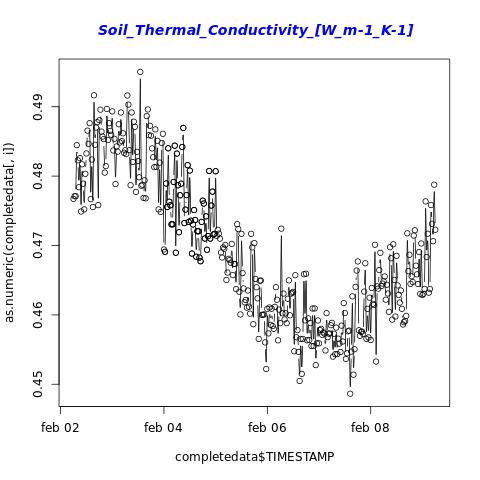 Soil_Thermal_Conductivity_[W_m-1_K-1]
as.numeric(completedata[, i])
0.49
0.48
0.47
0.46
0.45
feb 02 feb 04 feb 06 feb 08
completedata$TIMESTAMP